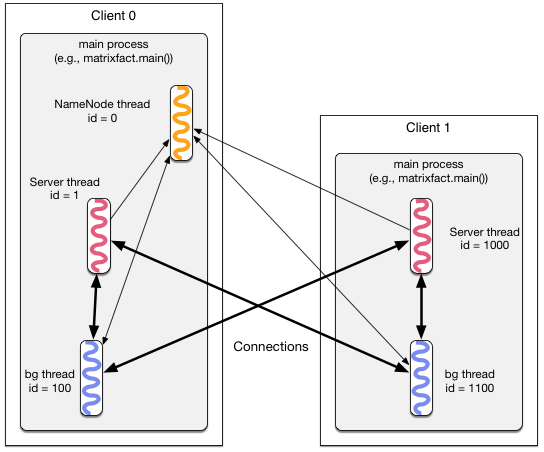 Client 0
main process
(e.g., matrixfact.main())
NameNode thread
id = 0
Server thread
id = 1
bg thread
id = 100
Connections
Client 1
main process
(e.g., matrixfact.main())
Server thread
id = 1000
bg thread
id = 1100